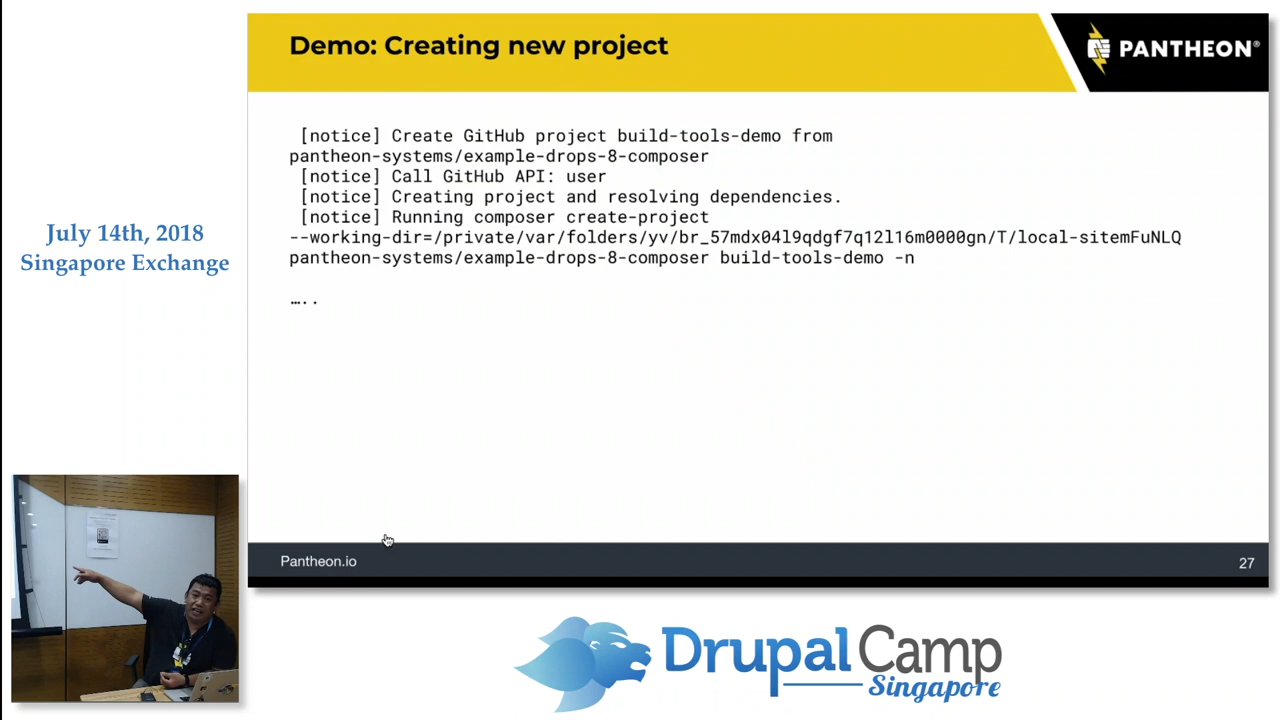 Demo: Creating new project
PANTHEON®
[notice] Create GitHub project build-tools-demo from
pantheon-systems/example-drops-8-composer
[notice] Call GitHub API: user
[notice] Creating project and resolving dependencies.
[notice] Running composer create-project
--working-dir=/private/var/folders/yv/br_57mdx04l9qdgf7q12l16m0000gn/T/local-sitemFuNLQ
pantheon-systems/example-drops-8-composer build-tools-demo -n
…..
July 14th, 2018
Singapore Exchange
Pantheon.io
27
DrupalCamp
Singapore